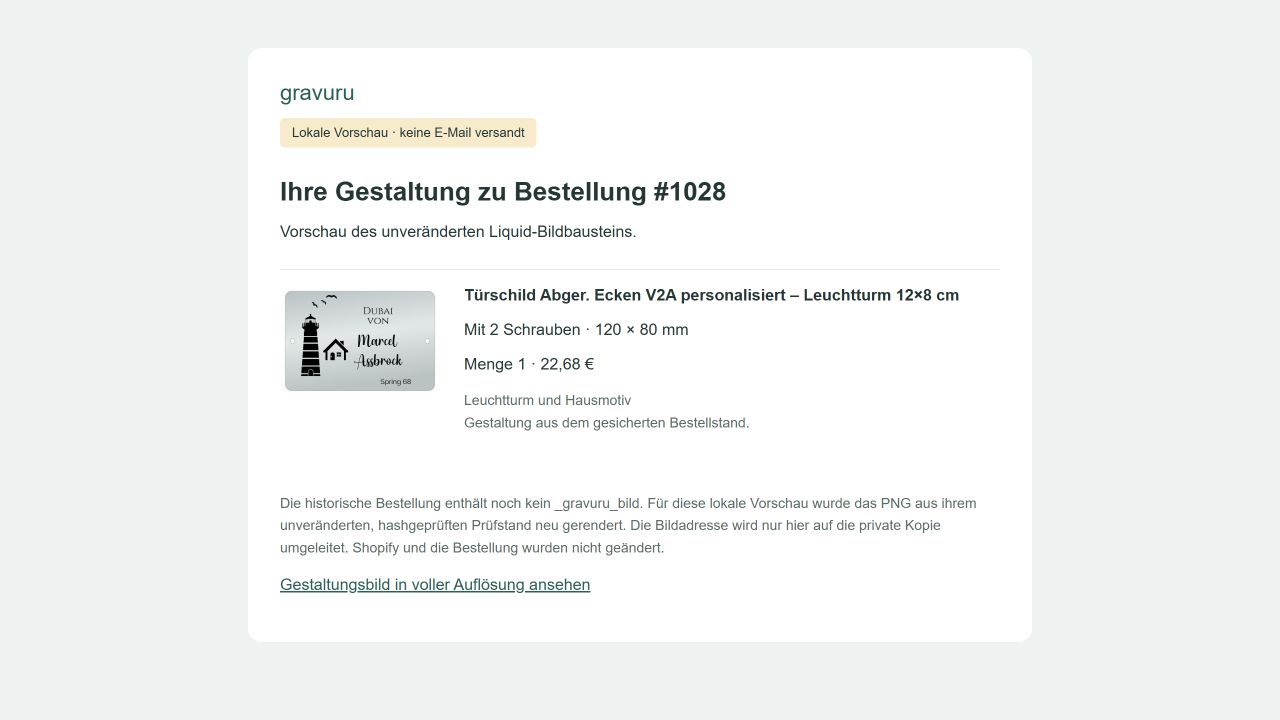 gravuru
Lokale Vorschau · keine E-Mail versandt
Ihre Gestaltung zu Bestellung #1028
Vorschau des unveränderten Liquid-Bildbausteins.
DUBAI
VON
Marcel
Assbrock
Spring 68
Türschild Abger. Ecken V2A personalisiert – Leuchtturm 12×8 cm
Mit 2 Schrauben · 120 × 80 mm
Menge 1 · 22,68 €
Leuchtturm und Hausmotiv
Gestaltung aus dem gesicherten Bestellstand.
Die historische Bestellung enthält noch kein _gravuru_bild. Für diese lokale Vorschau wurde das PNG aus ihrem
unveränderten, hashgeprüften Prüfstand neu gerendert. Die Bildadresse wird nur hier auf die private Kopie
umgeleitet. Shopify und die Bestellung wurden nicht geändert.
Gestaltungsbild in voller Auflösung ansehen